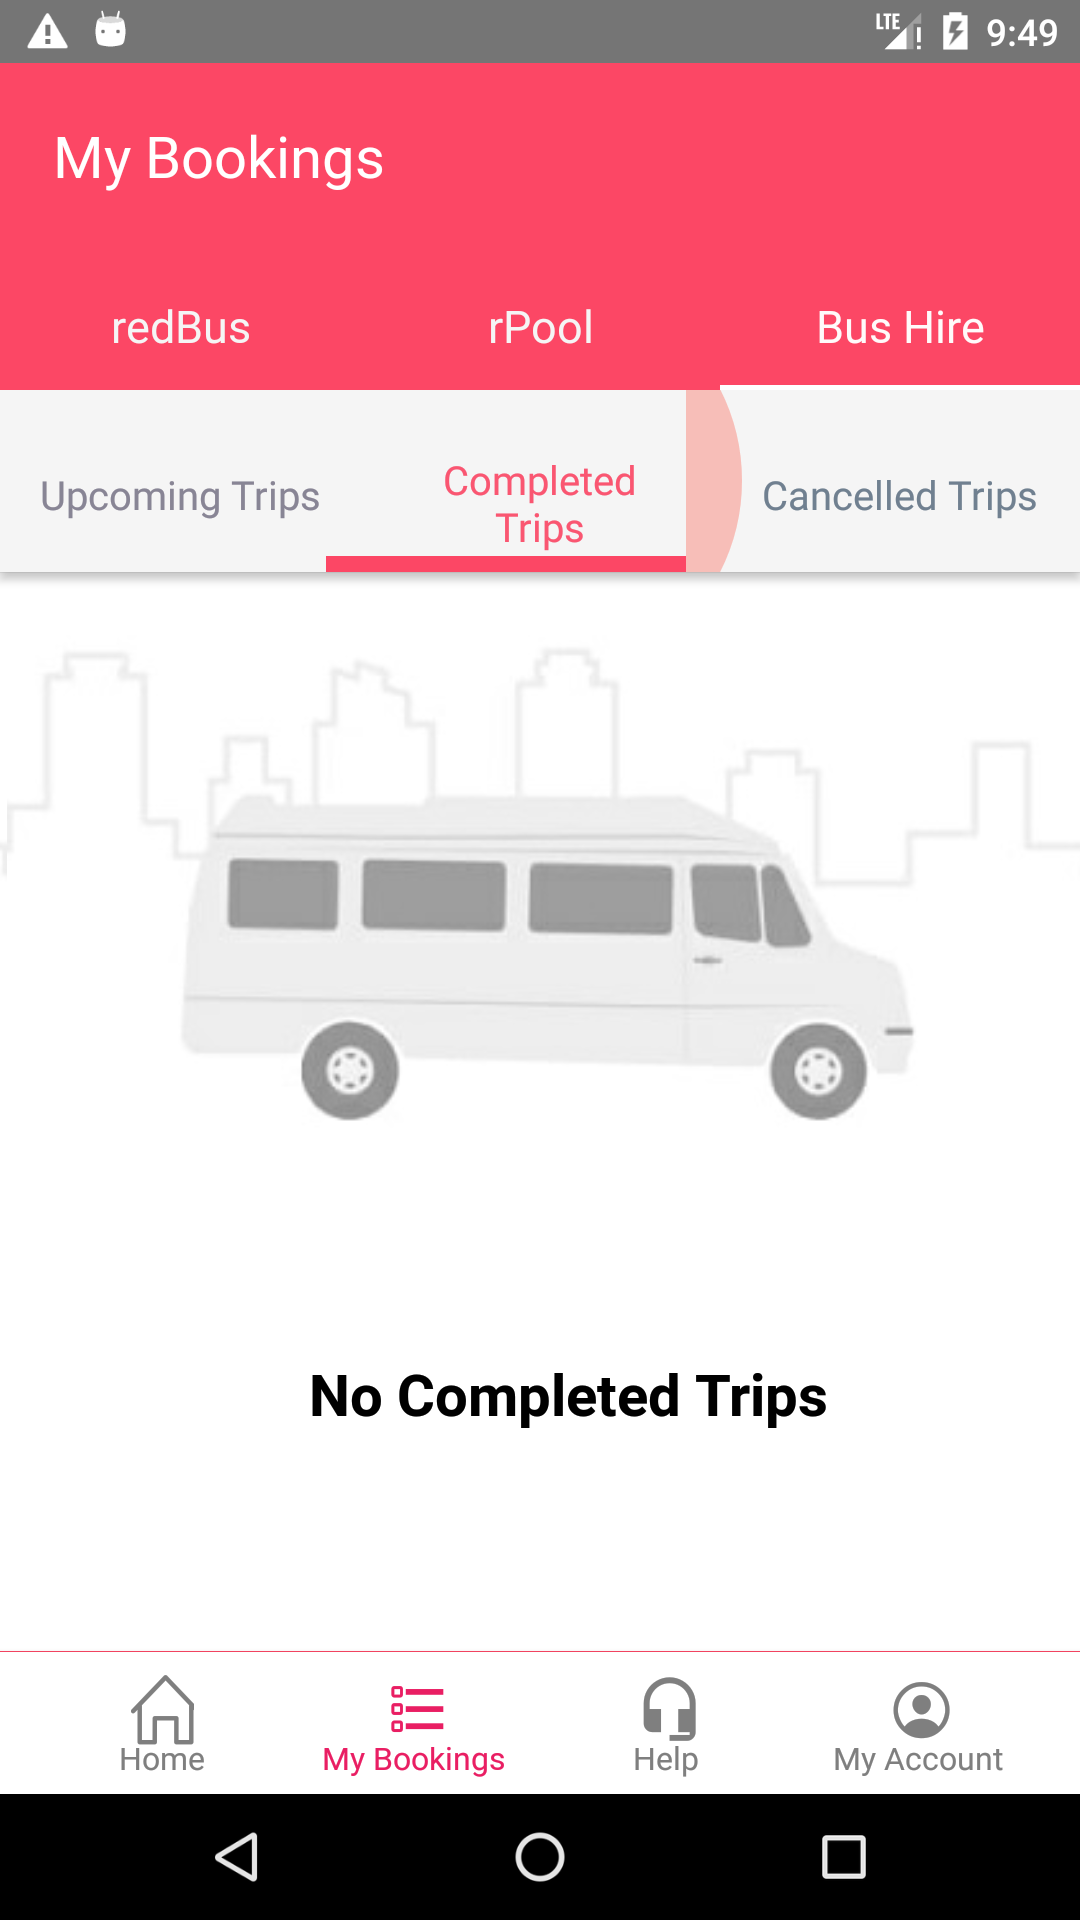 LTE 9:49
My Bookings
redBus rPool Bus Hire
Upcoming Trips Completed Trips Cancelled Trips
No Completed Trips
Home My Bookings Help My Account